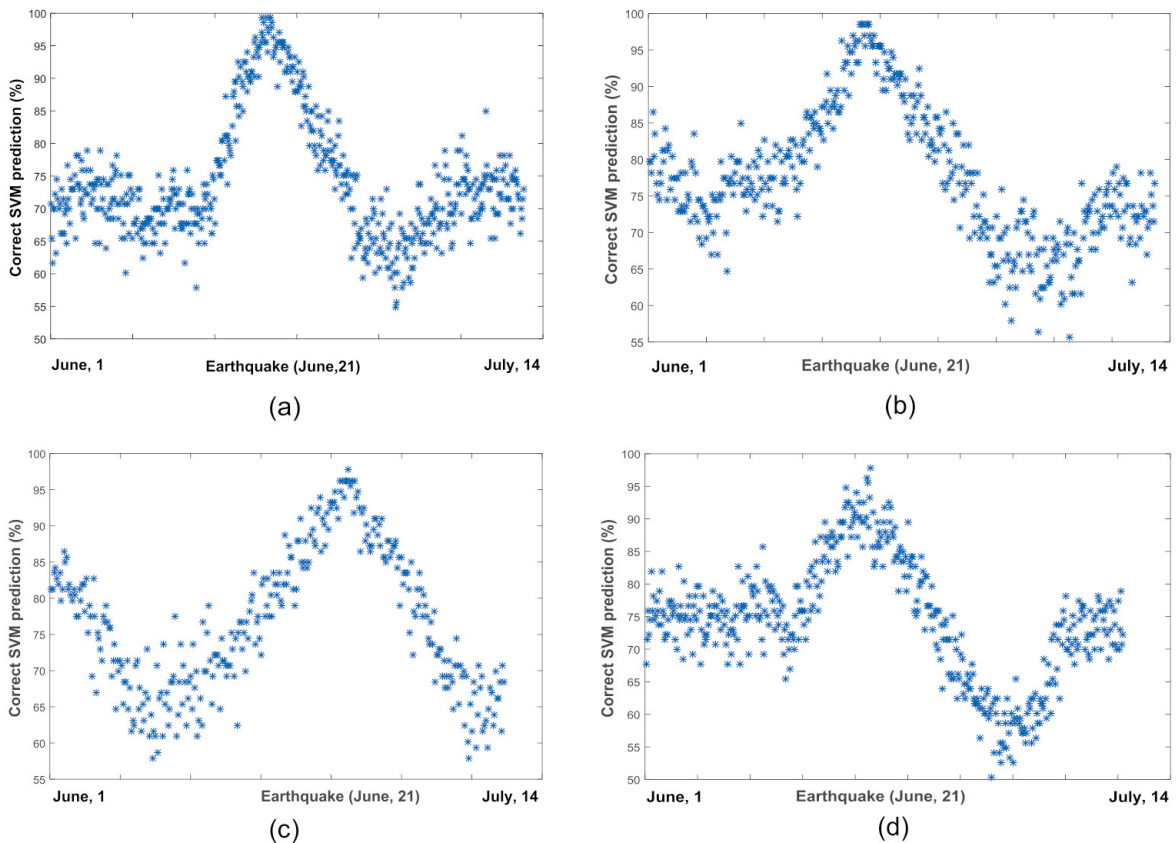 100
95
90
85
80
75
70
65
60
55
50
Correct SVM prediction (%)
June, 1
Earthquake (June,21)
July, 14
(a)
100
95
90
85
80
75
70
65
60
55
Correct SVM prediction (%)
June, 1
Earthquake (June, 21)
July, 14
(b)
100
95
90
85
80
75
70
65
60
55
Correct SVM prediction (%)
June, 1
Earthquake (June, 21)
July, 14
(c)
100
95
90
85
80
75
70
65
60
55
50
Correct SVM prediction (%)
June, 1
Earthquake (June, 21)
July, 14
(d)